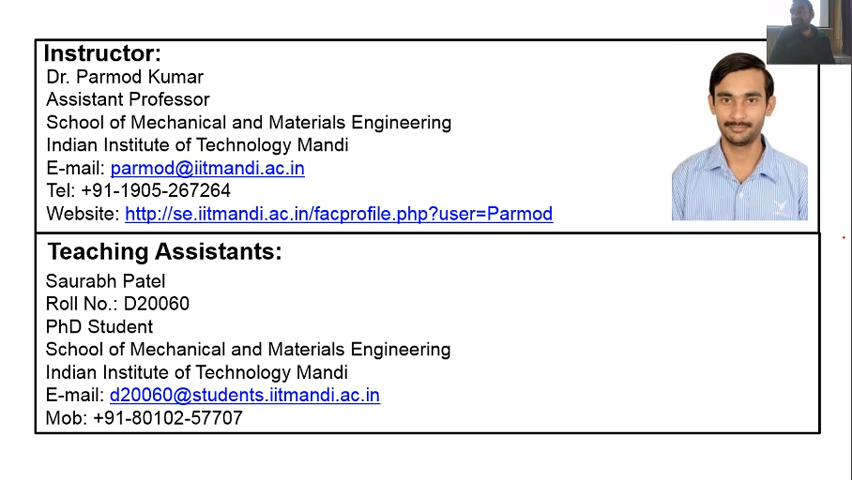 Instructor:
Dr. Parmod Kumar
Assistant Professor
School of Mechanical and Materials Engineering
Indian Institute of Technology Mandi
E-mail: parmod@iitmandi.ac.in
Tel: +91-1905-267264
Website: http://se.iitmandi.ac.in/facprofile.php?user=Parmod
Teaching Assistants:
Saurabh Patel
Roll No.: D20060
PhD Student
School of Mechanical and Materials Engineering
Indian Institute of Technology Mandi
E-mail: d20060@students.iitmandi.ac.in
Mob: +91-80102-57707